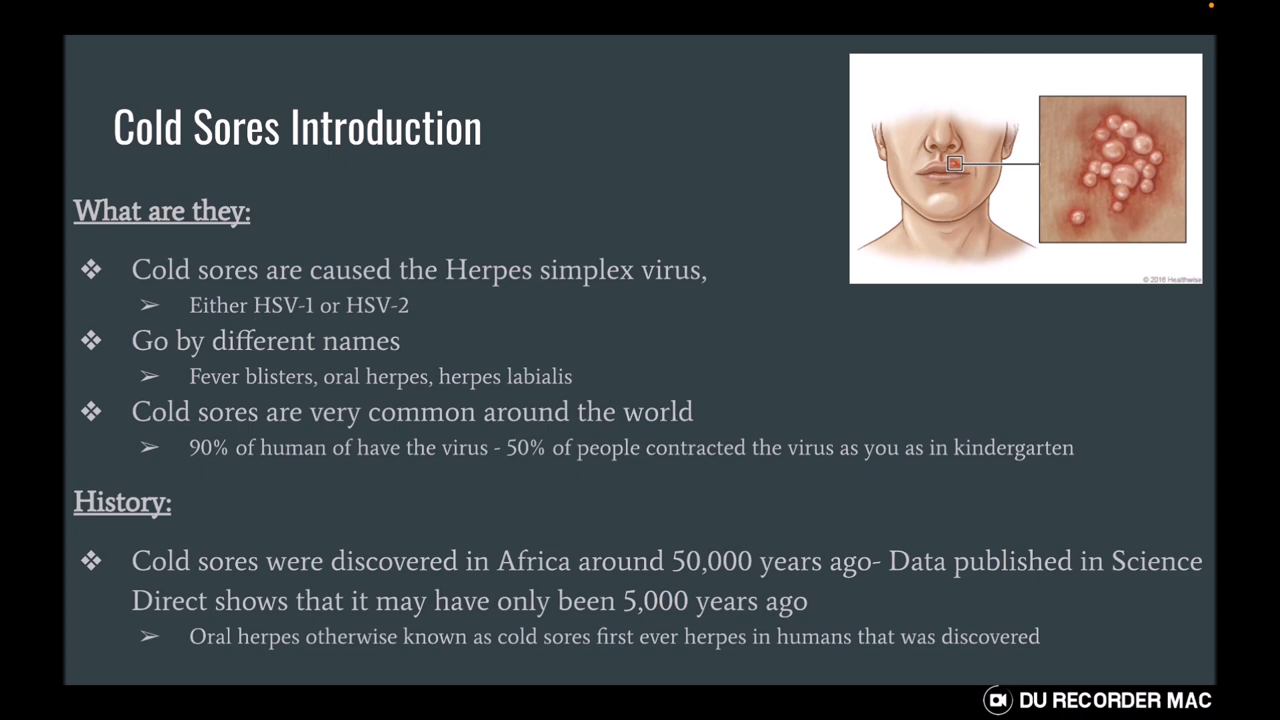 Cold Sores Introduction
What are they:
❖ Cold sores are caused the Herpes simplex virus,
➢ Either HSV-1 or HSV-2
❖ Go by different names
➢ Fever blisters, oral herpes, herpes labialis
❖ Cold sores are very common around the world
➢ 90% of human of have the virus - 50% of people contracted the virus as you as in kindergarten
History:
❖ Cold sores were discovered in Africa around 50,000 years ago- Data published in Science
Direct shows that it may have only been 5,000 years ago
➢ Oral herpes otherwise known as cold sores first ever herpes in humans that was discovered
© 2016 Healthwise
DU RECORDER MAC